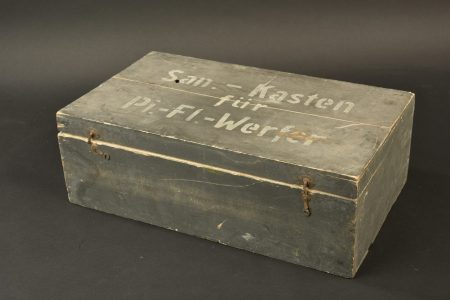 San. - Kasten
für
Pi.-Fl.-Werfer